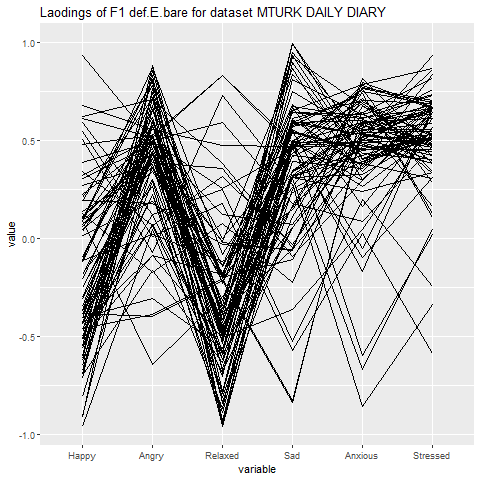 Laodings of F1 def.E.bare for dataset MTURK DAILY DIARY
1.0
0.5
0.0
-0.5
-1.0
value
Happy Angry Relaxed Sad Anxious Stressed
variable